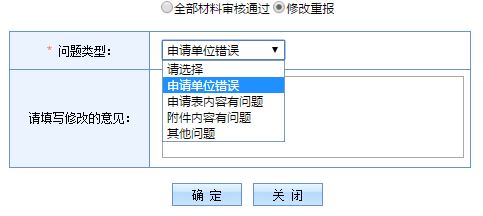 全部材料审核通过 修改重报
* 问题类型: 申请单位错误
请选择
申请单位错误
申请表内容有问题
附件内容有问题
其他问题
请填写修改的意见:
确 定 关 闭